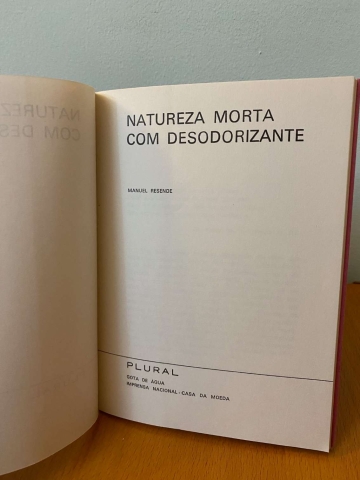 NATUREZA MORTA
COM DESODORIZANTE
MANUEL RESENDE
PLURAL
GOTA DE ÁGUA
IMPRENSA NACIONAL - CASA DA MOEDA